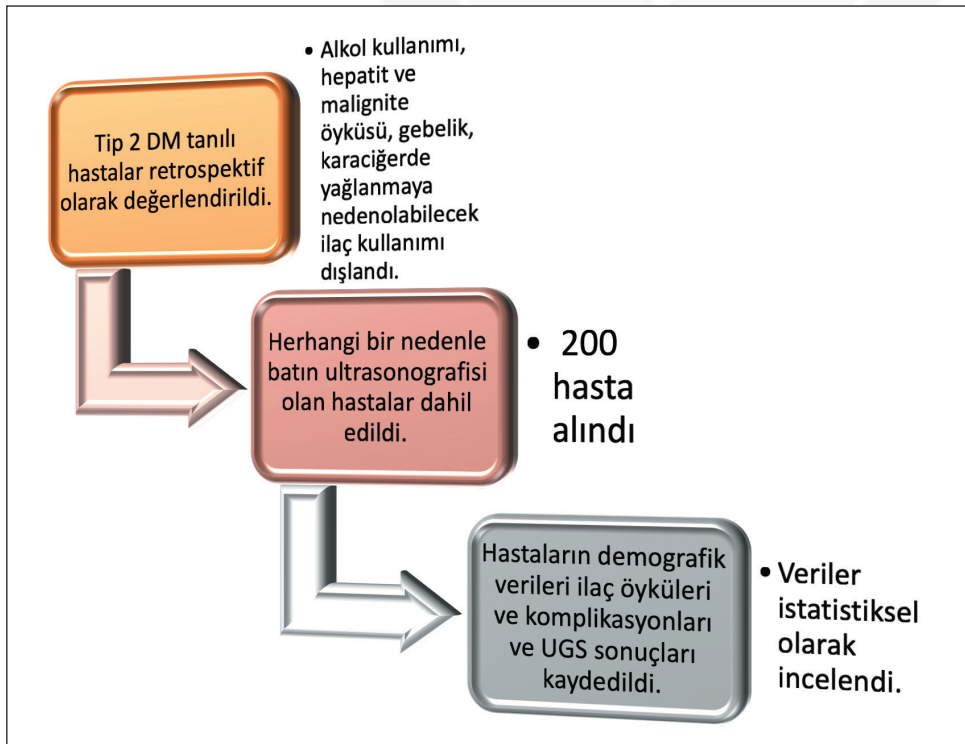 Tip 2 DM tanılı
hastalar retrospektif
olarak değerlendirildi.
• Alkol kullanımı,
hepatit ve
malignite
öyküsü, gebelik,
karaciğerde
yağlanmaya
nedenolabilecek
ilaç kullanımı
dışlandı.
Herhangi bir nedenle
batın ultrasonografisi
olan hastalar dahil
edildi.
• 200
hasta
alındı
Hastaların demografik
verileri ilaç öyküleri
ve komplikasyonları
ve UGS sonuçları
kaydedildi.
• Veriler
istatistiksel
olarak
incelendi.